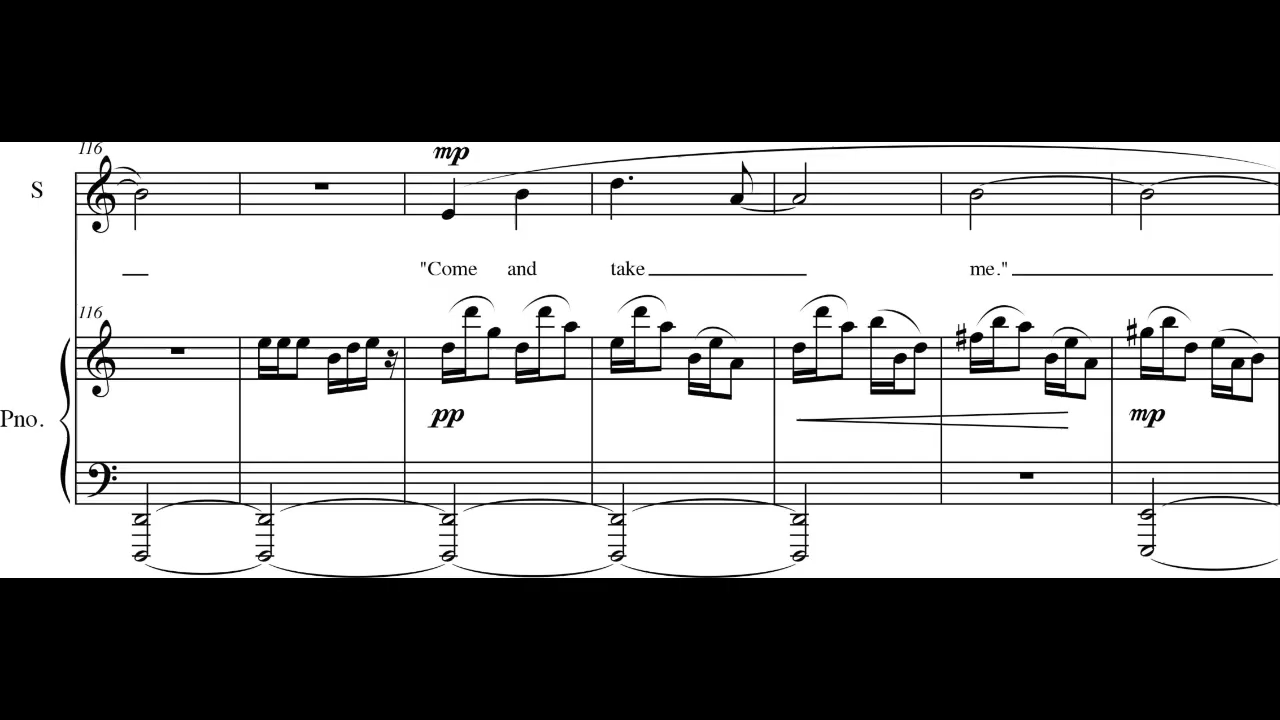 116
mp
S
"Come and take me."
116
Pno.
pp
mp